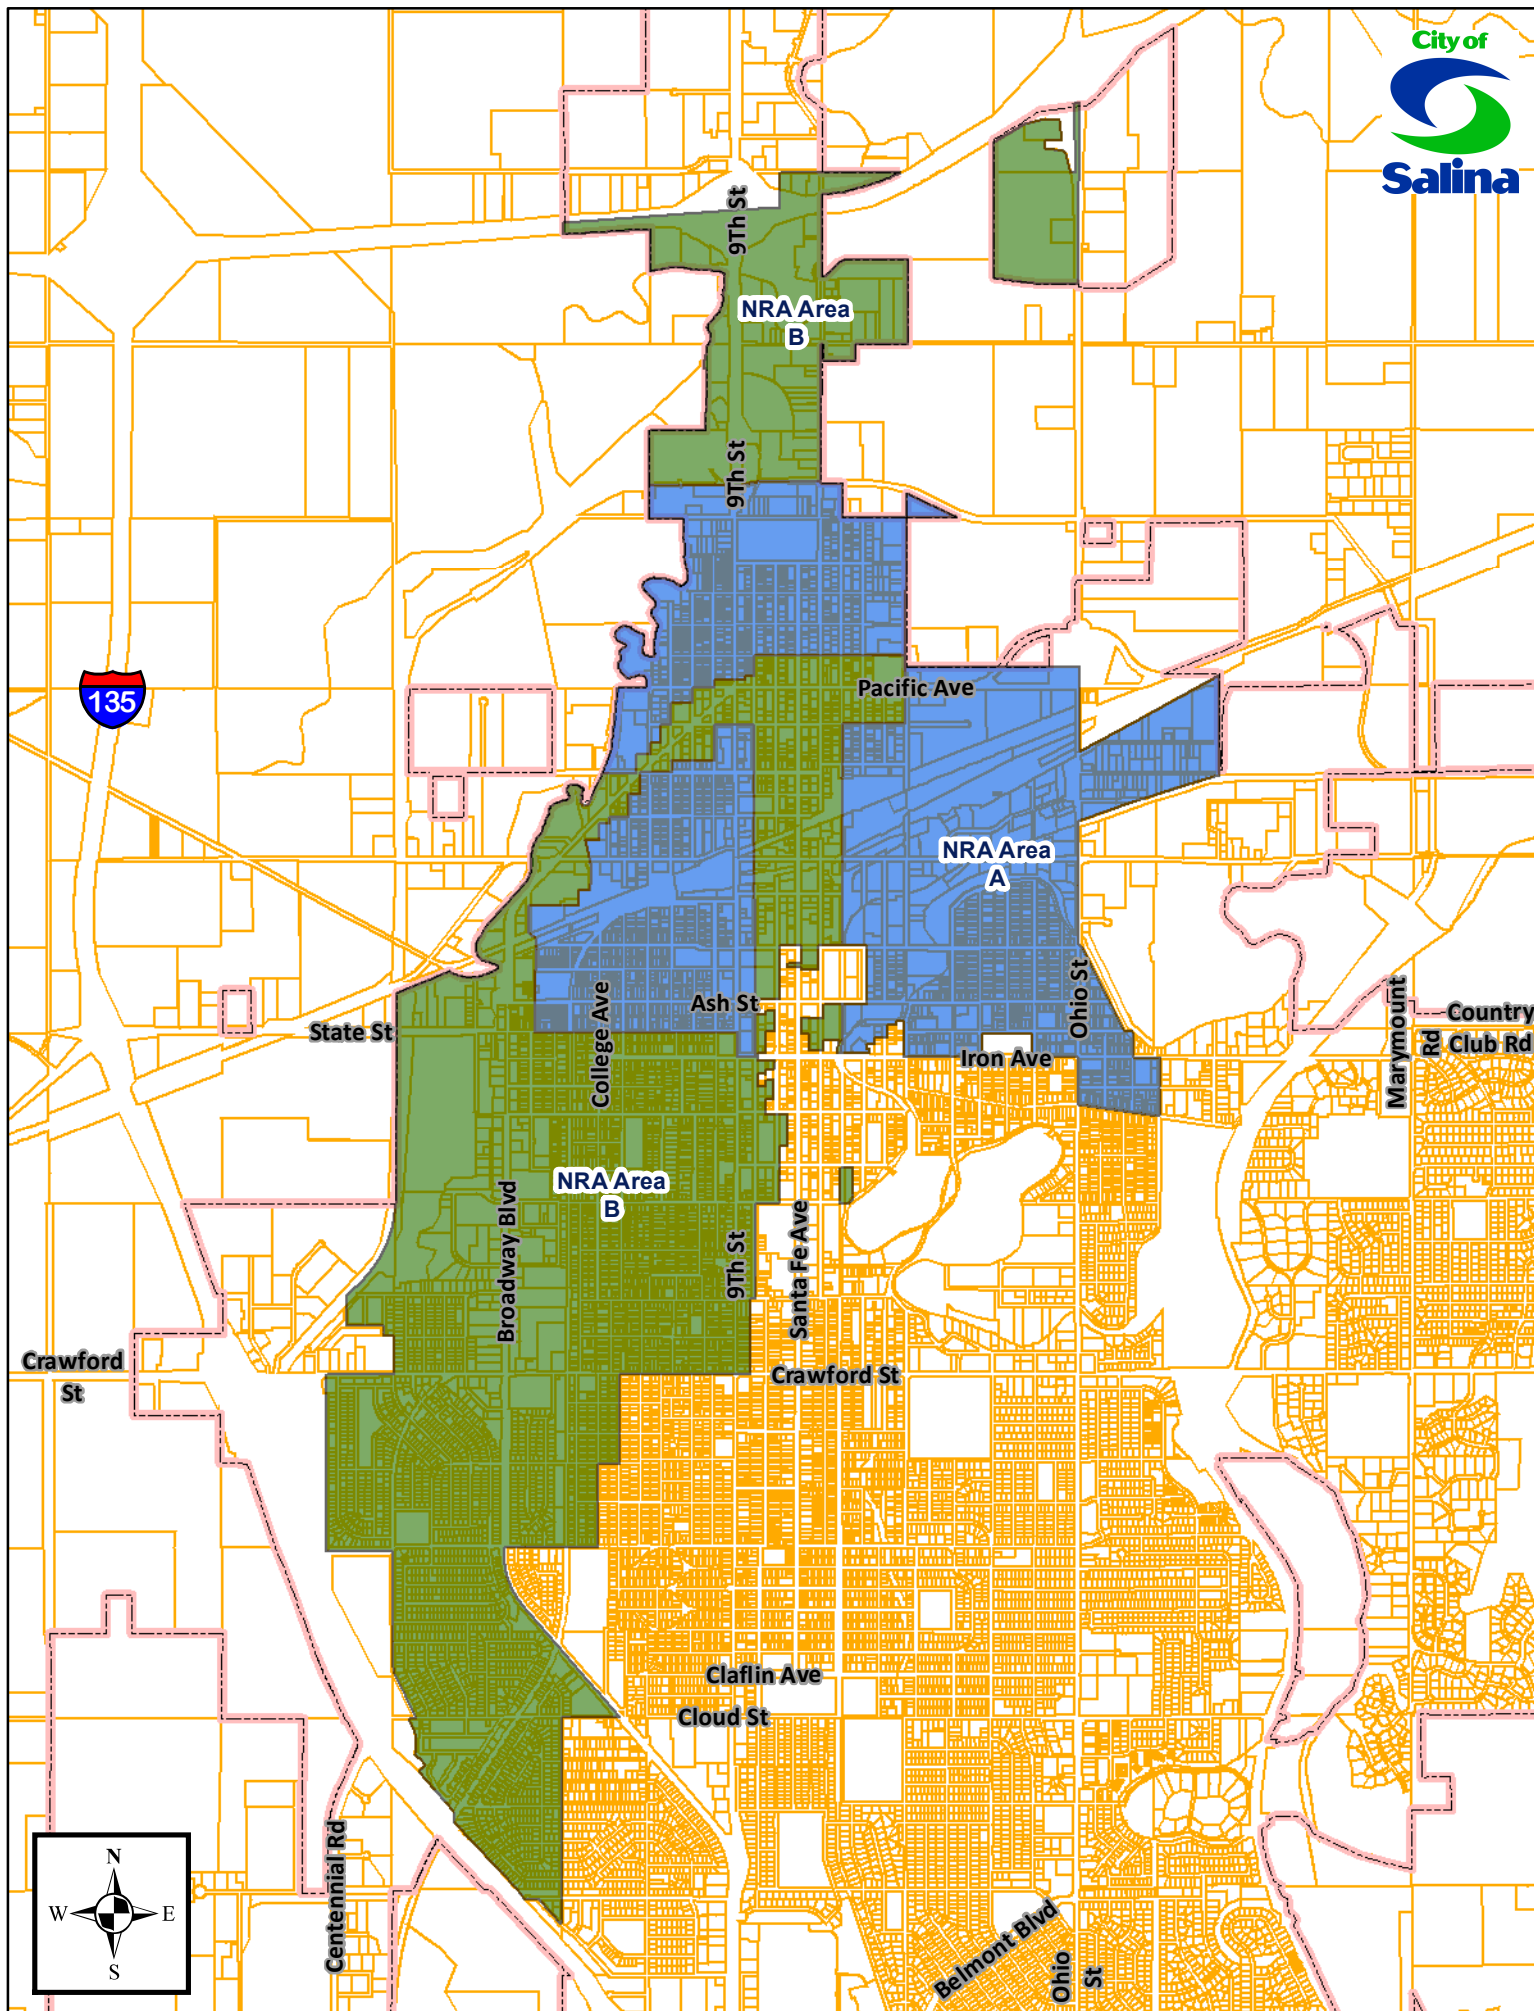 City of
Salina
9Th St
NRA Area
B
9Th St
Pacific Ave
135
NRA Area
A
Ash St
State St
College Ave
Ohio St
Iron Ave
Marymount
Rd
Country
Club Rd
NRA Area
B
Broadway Blvd
9Th St
Santa Fe Ave
Crawford
St
Crawford St
Claflin Ave
Cloud St
Centennial Rd
N
W
E
S
Belmont Blvd
Ohio
St